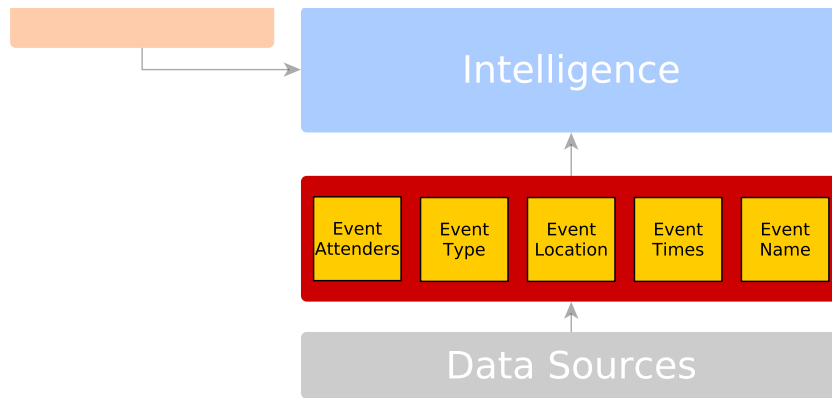 Intelligence
Event
Attenders
Event
Type
Event
Location
Event
Times
Event
Name
Data Sources